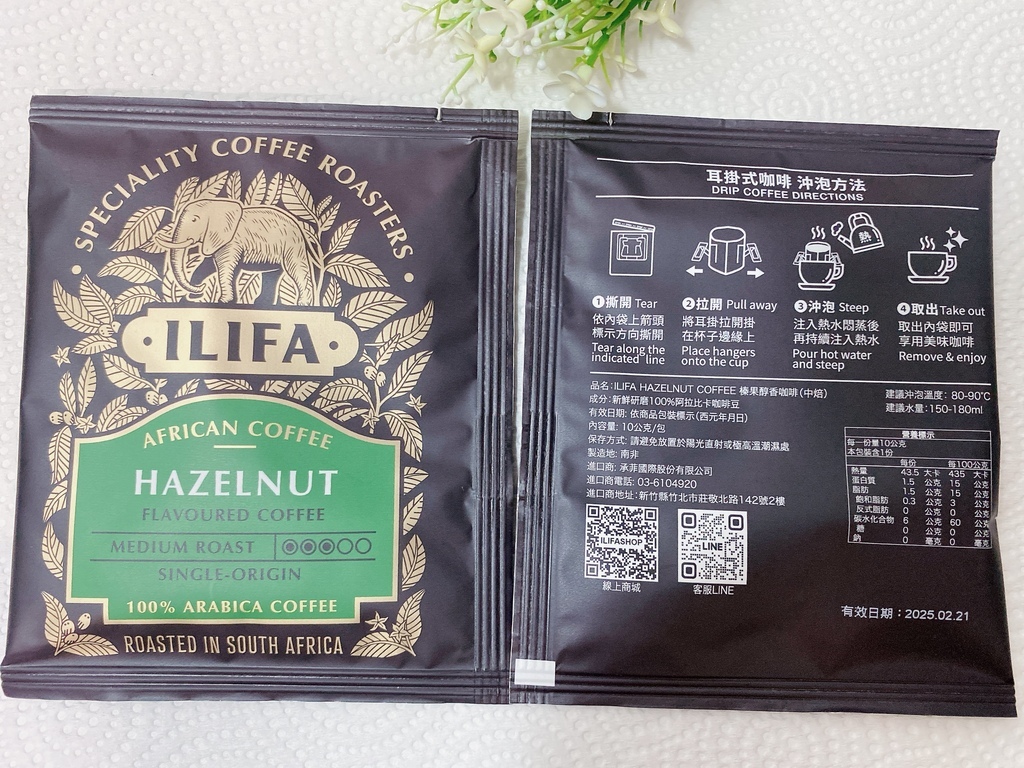 SPECIALITY COFFEE ROASTERS
ILIFA
AFRICAN COFFEE
HAZELNUT
FLAVOURED COFFEE
MEDIUM ROAST
SINGLE-ORIGIN
100% ARABICA COFFEE
ROASTED IN SOUTH AFRICA
耳掛式咖啡 沖泡方法
DRIP COFFEE DIRECTIONS
熱
1撕開 Tear
依內袋上箭頭
標示方向撕開
Tear along the
indicated line
2拉開 Pull away
將耳掛拉開掛
在杯子邊緣上
Place hangers
onto the cup
3沖泡 Steep
注入熱水悶蒸後
再持續注入熱水
Pour hot water
and steep
4取出 Take out
取出內袋即可
享用美味咖啡
Remove & enjoy
品名:ILIFA HAZELNUT COFFEE 榛果醇香咖啡(中焙)
成分:新鮮研磨100%阿拉比卡咖啡豆
有效日期: 依商品包裝標示(西元年月日)
內容量: 10公克/包
保存方式: 請避免放置於陽光直射或極高溫潮濕處
製造地: 南非
進口商: 承菲國際股份有限公司
進口商電話: 03-6104920
進口商地址: 新竹縣竹北市莊敬北路142號2樓
建議沖泡溫度: 80-90°C
建議水量:150-180ml
營養標示
每一份量10公克
本包裝含1份
每份 每100公克
熱量 43.5 大卡 435 大卡
蛋白質 1.5 公克 15 公克
脂肪 1.5 公克 15 公克
飽和脂肪 0.3 公克 3 公克
反式脂肪 0 公克 0 公克
碳水化合物 6 公克 60 公克
糖 0 公克 0 公克
鈉 0 毫克 0 毫克
ILIFASHOP
線上商城
LINE
客服LINE
有效日期：2025.02.21